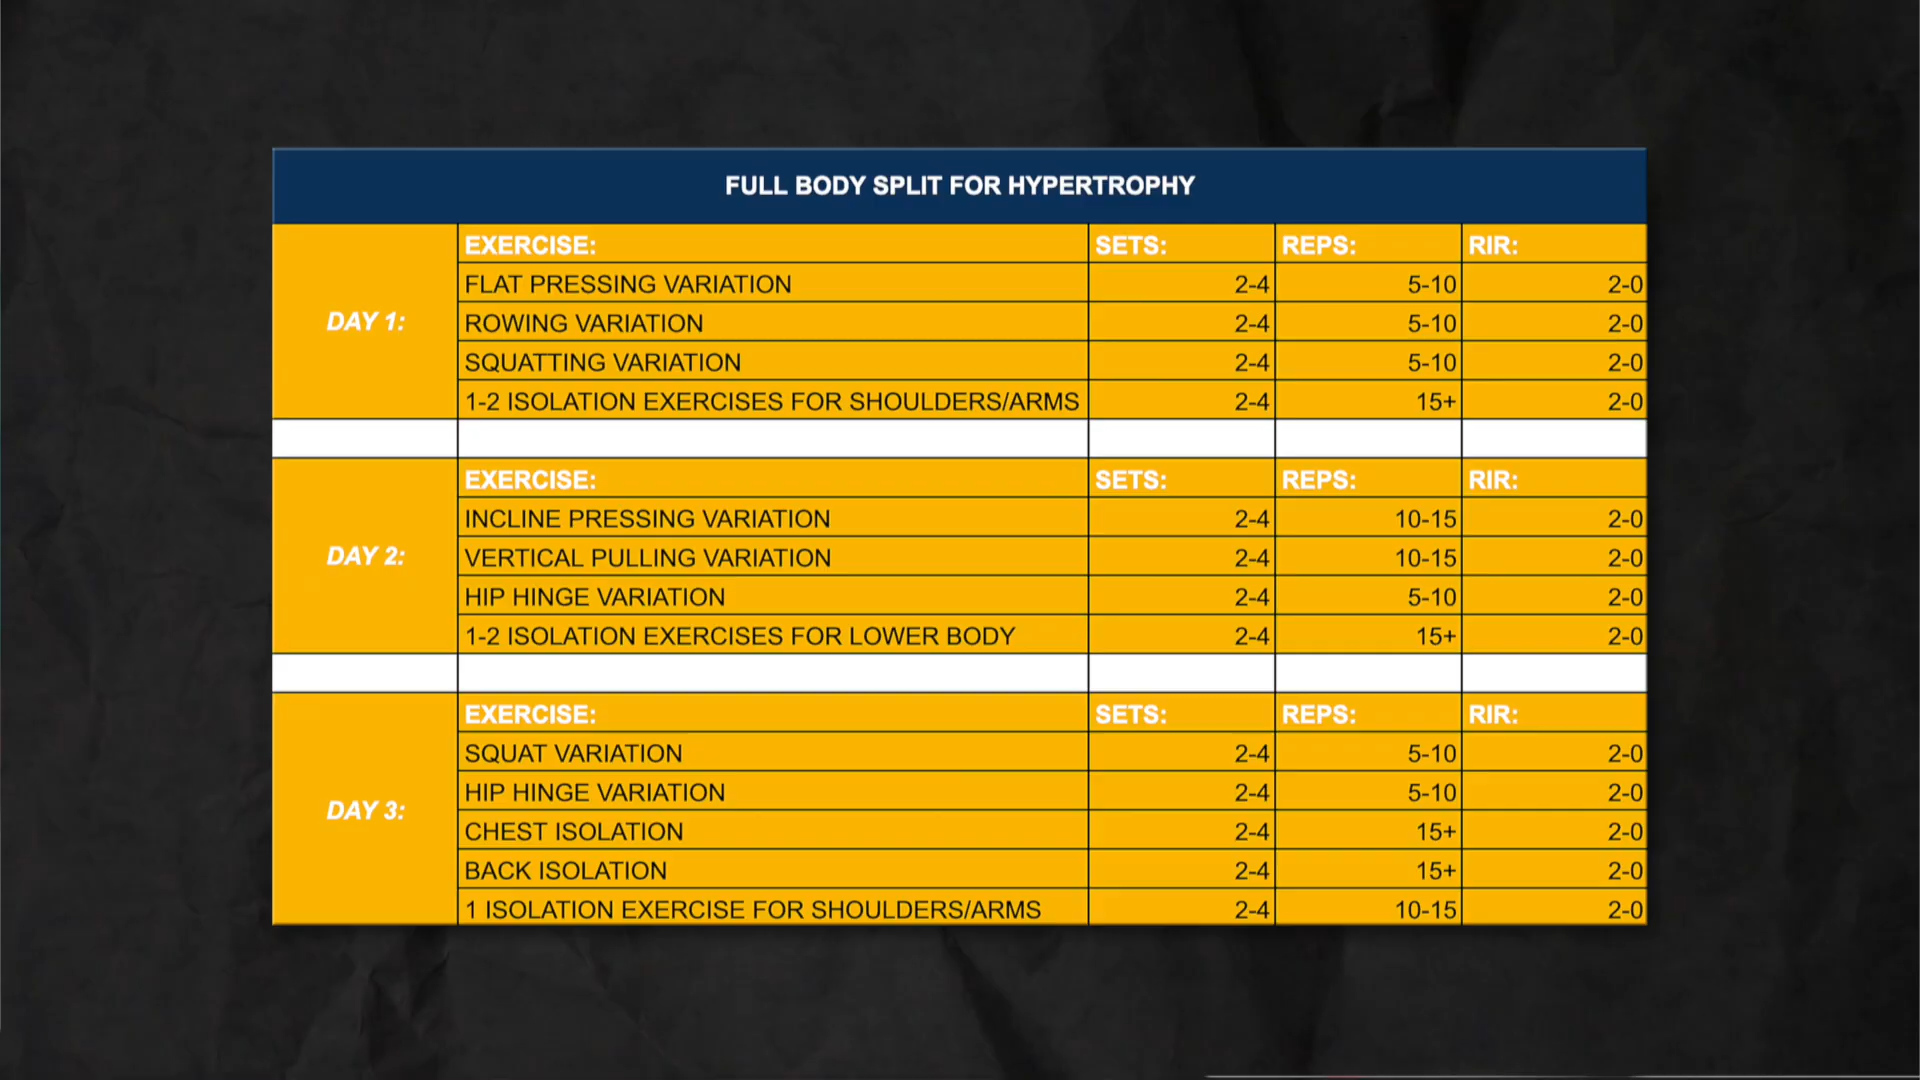 FULL BODY SPLIT FOR HYPERTROPHY
DAY 1:
EXERCISE: SETS: REPS: RIR:
FLAT PRESSING VARIATION 2-4 5-10 2-0
ROWING VARIATION 2-4 5-10 2-0
SQUATTING VARIATION 2-4 5-10 2-0
1-2 ISOLATION EXERCISES FOR SHOULDERS/ARMS 2-4 15+ 2-0
DAY 2:
EXERCISE: SETS: REPS: RIR:
INCLINE PRESSING VARIATION 2-4 10-15 2-0
VERTICAL PULLING VARIATION 2-4 10-15 2-0
HIP HINGE VARIATION 2-4 5-10 2-0
1-2 ISOLATION EXERCISES FOR LOWER BODY 2-4 15+ 2-0
DAY 3:
EXERCISE: SETS: REPS: RIR:
SQUAT VARIATION 2-4 5-10 2-0
HIP HINGE VARIATION 2-4 5-10 2-0
CHEST ISOLATION 2-4 15+ 2-0
BACK ISOLATION 2-4 15+ 2-0
1 ISOLATION EXERCISE FOR SHOULDERS/ARMS 2-4 10-15 2-0